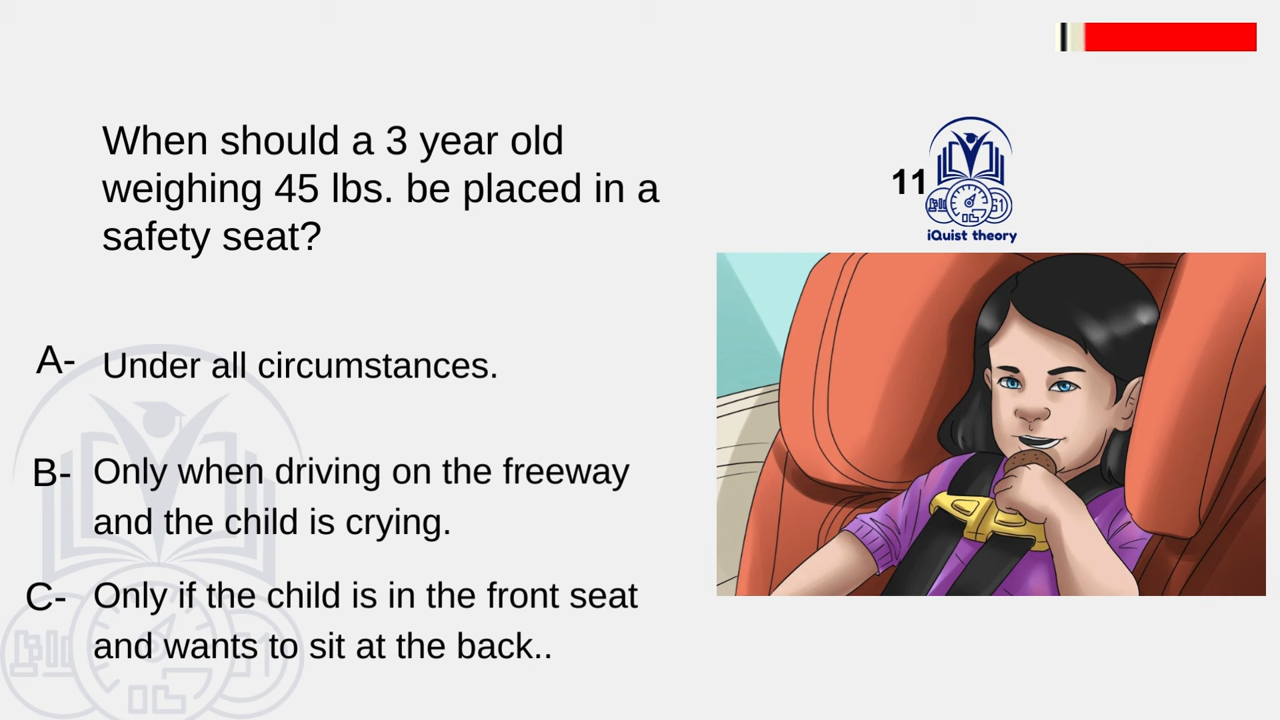 When should a 3 year old
weighing 45 lbs. be placed in a
safety seat?
11
iQuist theory
A- Under all circumstances.
B- Only when driving on the freeway
and the child is crying.
C- Only if the child is in the front seat
and wants to sit at the back..